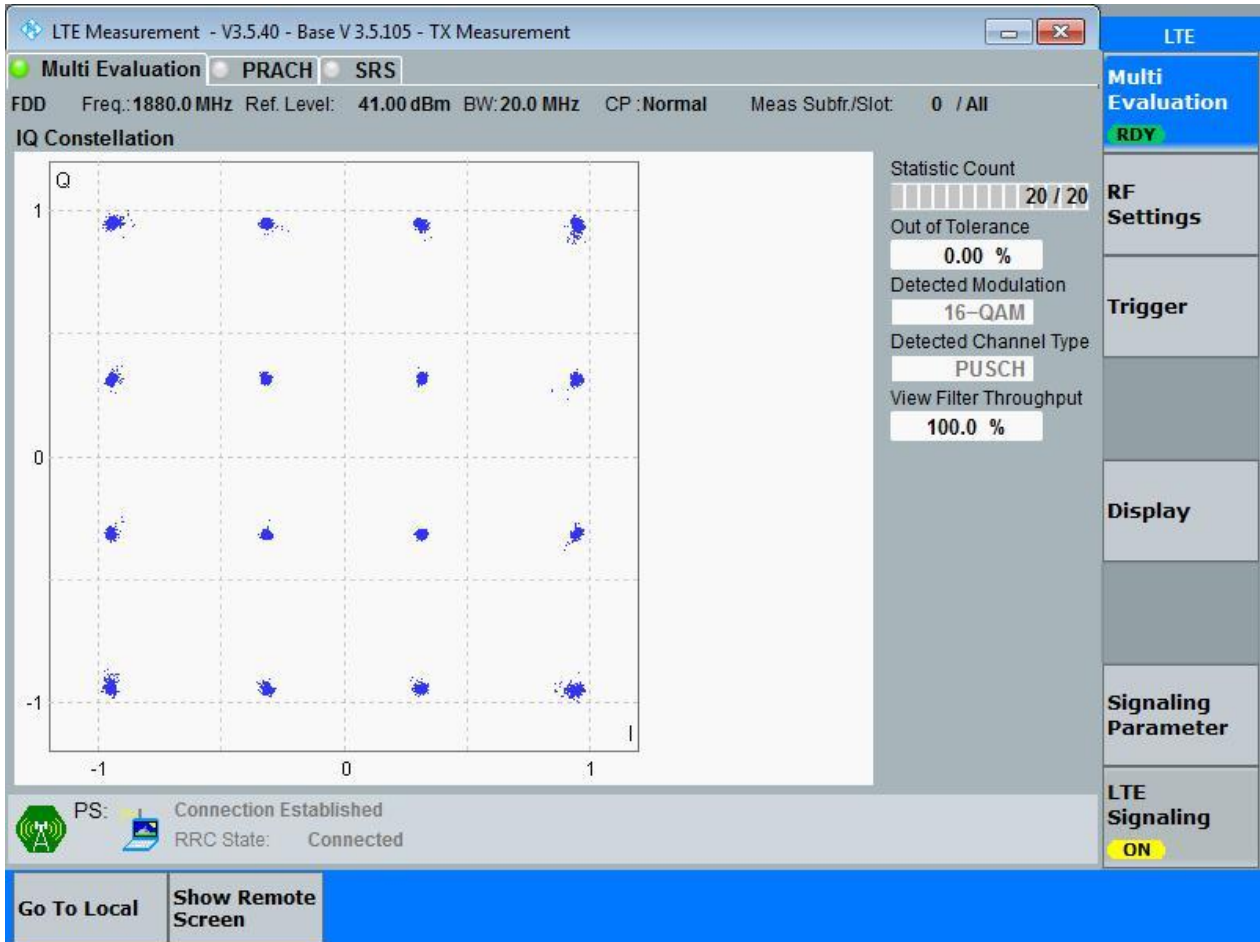 LTE Measurement - V3.5.40 - Base V 3.5.105 - TX Measurement
LTE
Multi Evaluation PRACH SRS
FDD Freq.: 1880.0 MHz Ref. Level: 41.00 dBm BW: 20.0 MHz CP : Normal Meas Subfr./Slot: 0 / All
IQ Constellation
Q
1
0
-1
I
-1 0 1
Statistic Count
20 / 20
Out of Tolerance
0.00 %
Detected Modulation
16-QAM
Detected Channel Type
PUSCH
View Filter Throughput
100.0 %
Multi
Evaluation
RDY
RF
Settings
Trigger
Display
Signaling
Parameter
LTE
Signaling
ON
PS: Connection Established
RRC State: Connected
Go To Local
Show Remote
Screen